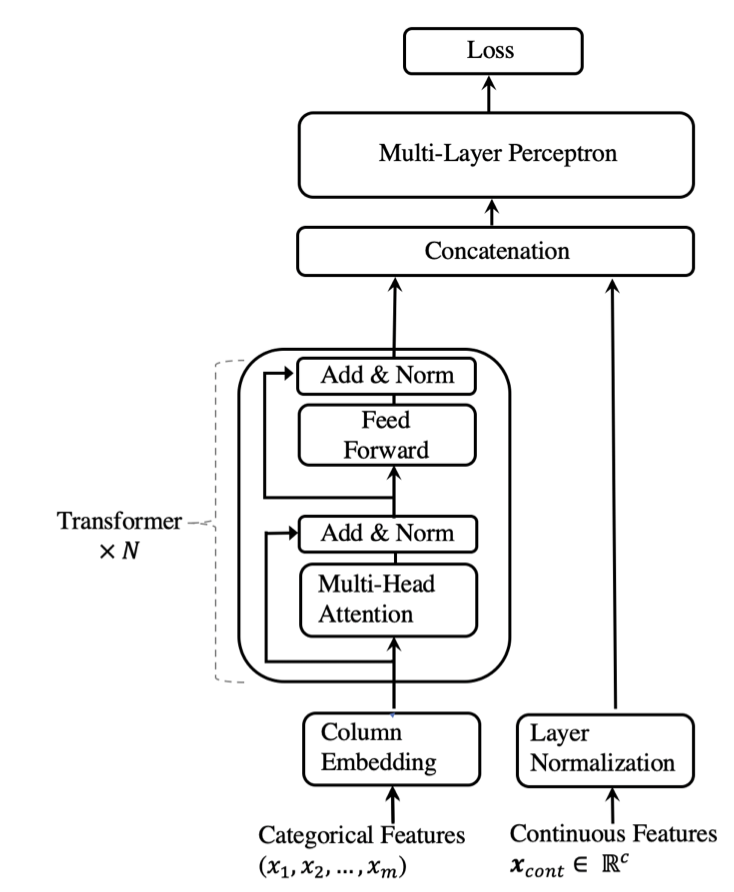 Loss
Multi-Layer Perceptron
Concatenation
Add & Norm
Feed
Forward
Transformer
× N
Add & Norm
Multi-Head
Attention
Column
Embedding
Layer
Normalization
Categorical Features
(x₁, x₂, ..., xₘ)
Continuous Features
x_cont ∈ ℝᶜ